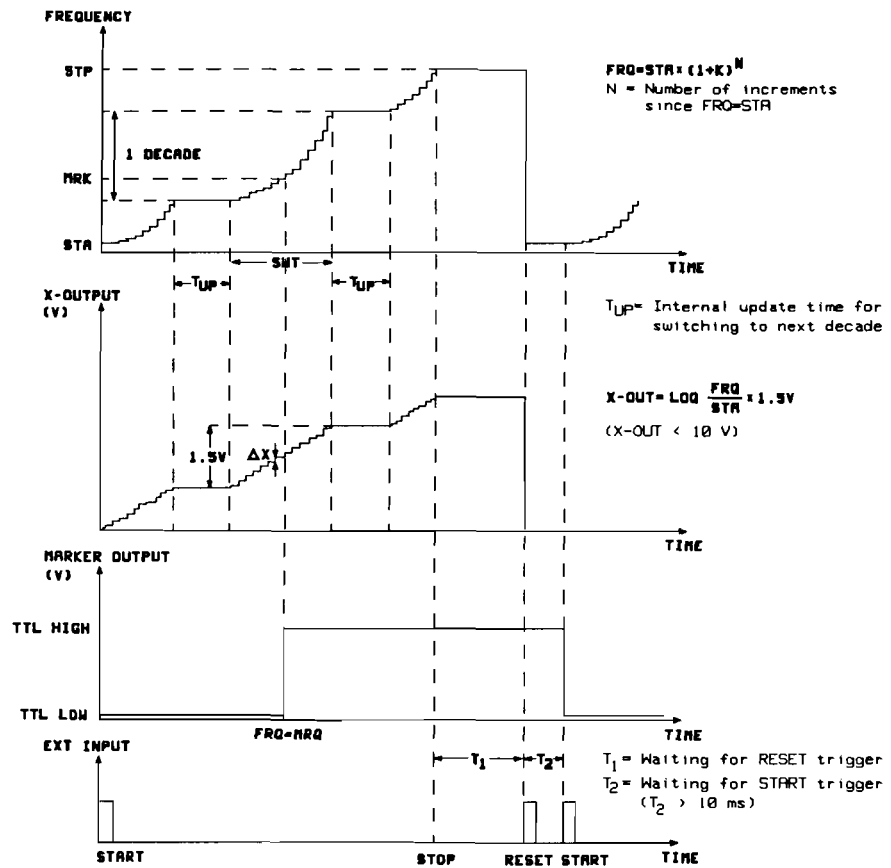 FREQUENCY
STP
FRQ=STA×(1+K)^N
N = Number of increments
since FRQ=STA
1 DECADE
MRK
STA
TIME
SWT
TUP
TUP
X-OUTPUT
(V)
TUP= Internal update time for
switching to next decade
X-OUT= LOG FRQ/STA × 1.5V
(X-OUT < 10 V)
1.5V
ΔX
TIME
MARKER OUTPUT
(V)
TTL HIGH
TTL LOW
TIME
FRQ=MRQ
EXT INPUT
T1
T2
T1= Waiting for RESET trigger
T2= Waiting for START trigger
(T2 > 10 ms)
START
STOP
RESET
START
TIME